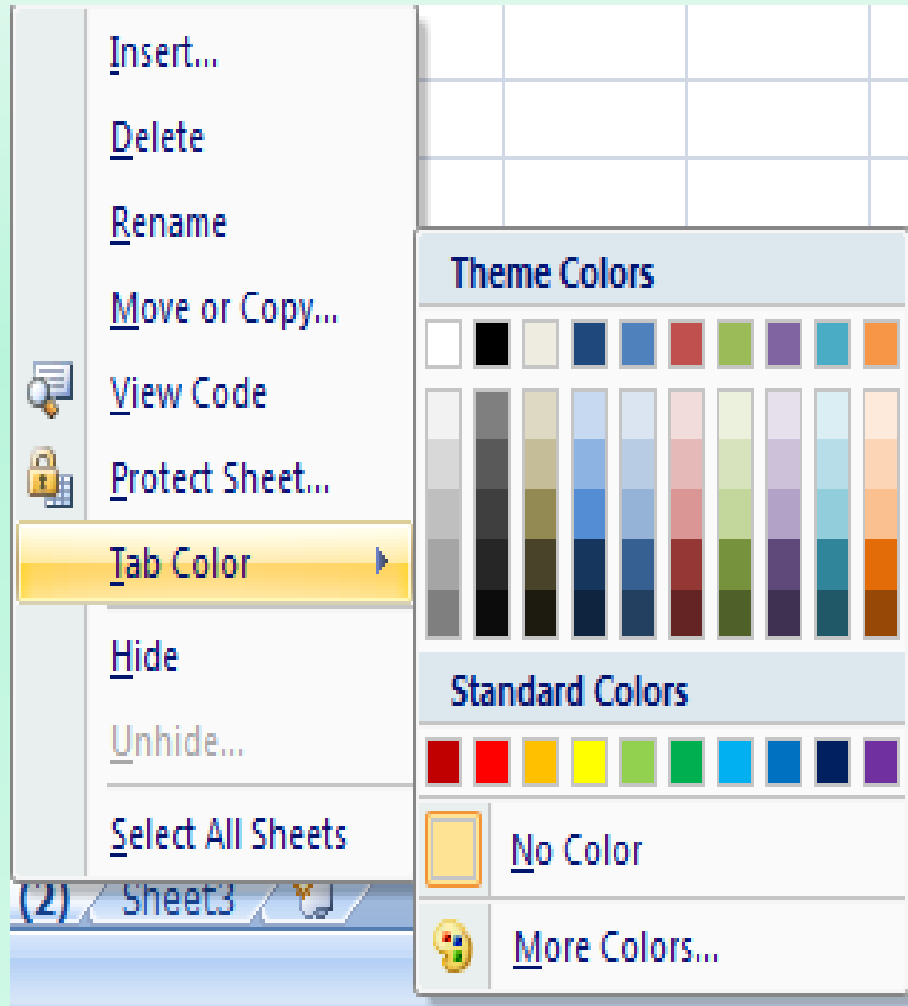 Insert...
Delete
Rename
Move or Copy...
View Code
Protect Sheet...
Tab Color
Hide
Unhide...
Select All Sheets
(2)
Sheet3
Theme Colors
Standard Colors
No Color
More Colors...